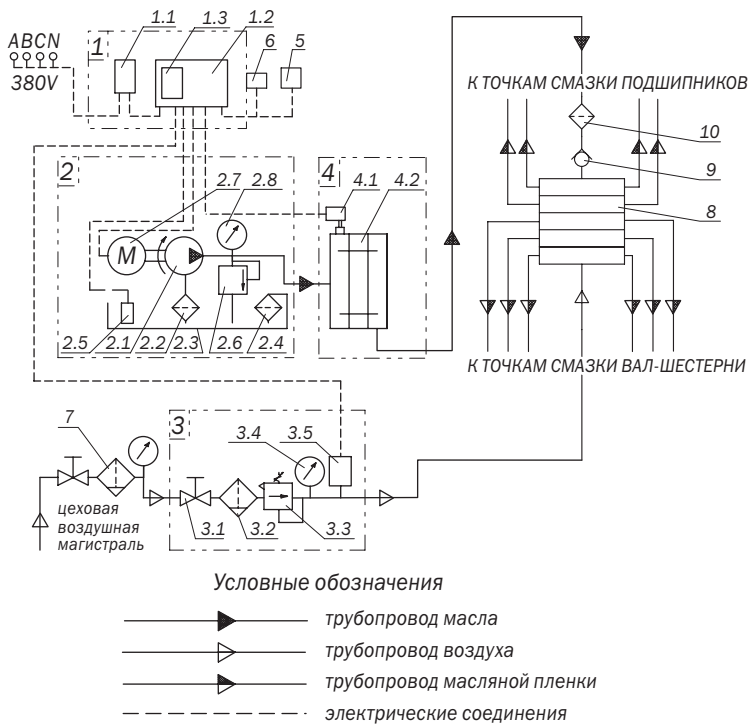 1.1
1.3
1.2
6
5
ABCN
1
380V
К ТОЧКАМ СМАЗКИ ПОДШИПНИКОВ
10
9
8
2
2.7
2.8
4
4.1
4.2
М
2.5
2.1
2.2
2.3
2.6
2.4
К ТОЧКАМ СМАЗКИ ВАЛ-ШЕСТЕРНИ
7
3
3.4
3.5
цеховая
воздушная
магистраль
3.1
3.2
3.3
Условные обозначения
трубопровод масла
трубопровод воздуха
трубопровод масляной пленки
электрические соединения